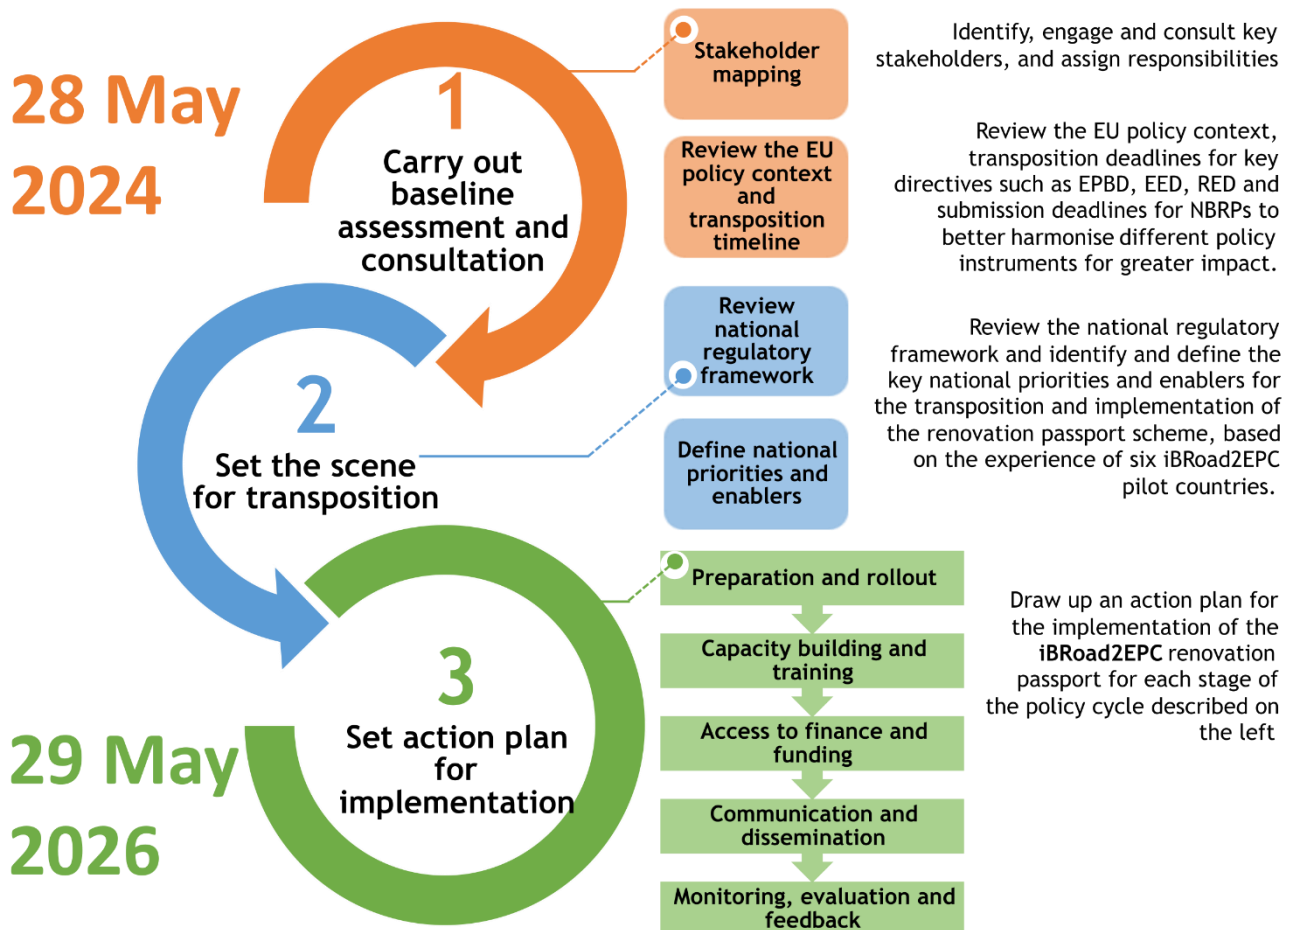 28 May
2024
1
Carry out
baseline
assessment and
consultation
Stakeholder
mapping
Identify, engage and consult key
stakeholders, and assign responsibilities
Review the EU
policy context
and
transposition
timeline
Review the EU policy context,
transposition deadlines for key
directives such as EPBD, EED, RED and
submission deadlines for NBRPs to
better harmonise different policy
instruments for greater impact.
2
Set the scene
for transposition
Review
national
regulatory
framework
Define national
priorities and
enablers
Review the national regulatory
framework and identify and define the
key national priorities and enablers for
the transposition and implementation of
the renovation passport scheme, based
on the experience of six iBRoad2EPC
pilot countries.
29 May
2026
3
Set action plan
for
implementation
Preparation and rollout
Capacity building and
training
Access to finance and
funding
Communication and
dissemination
Monitoring, evaluation and
feedback
Draw up an action plan for
the implementation of the
iBRoad2EPC renovation
passport for each stage of
the policy cycle described on
the left